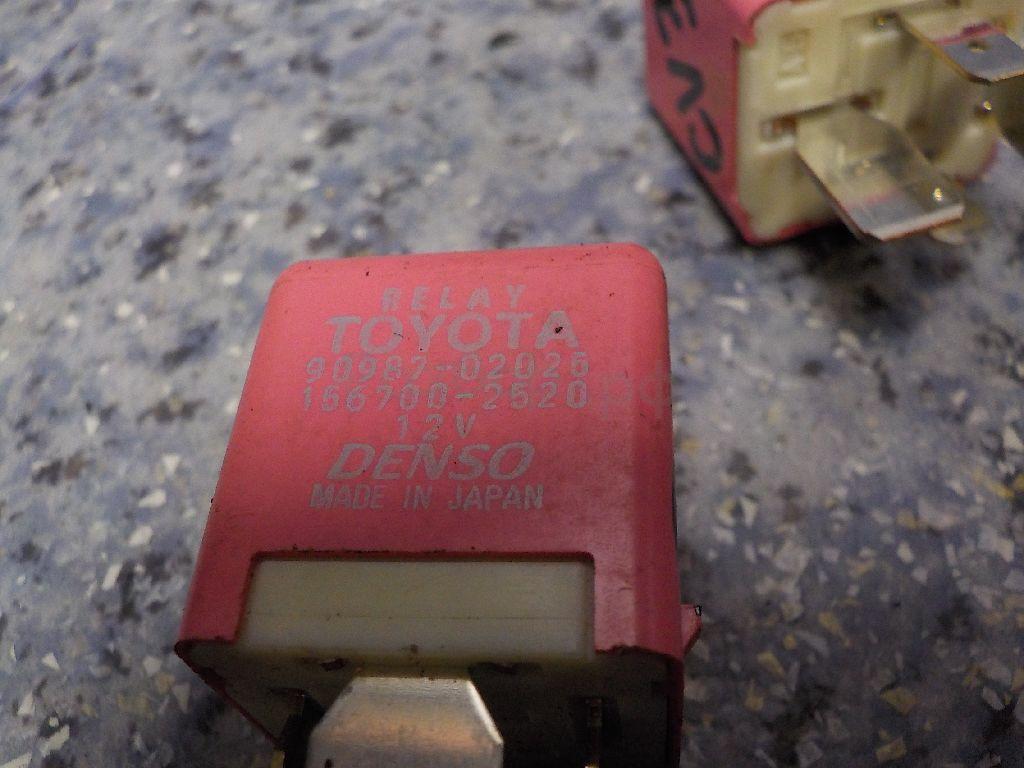 RELAY
TOYOTA
90987-02026
156700-2520
12V
DENSO
MADE IN JAPAN